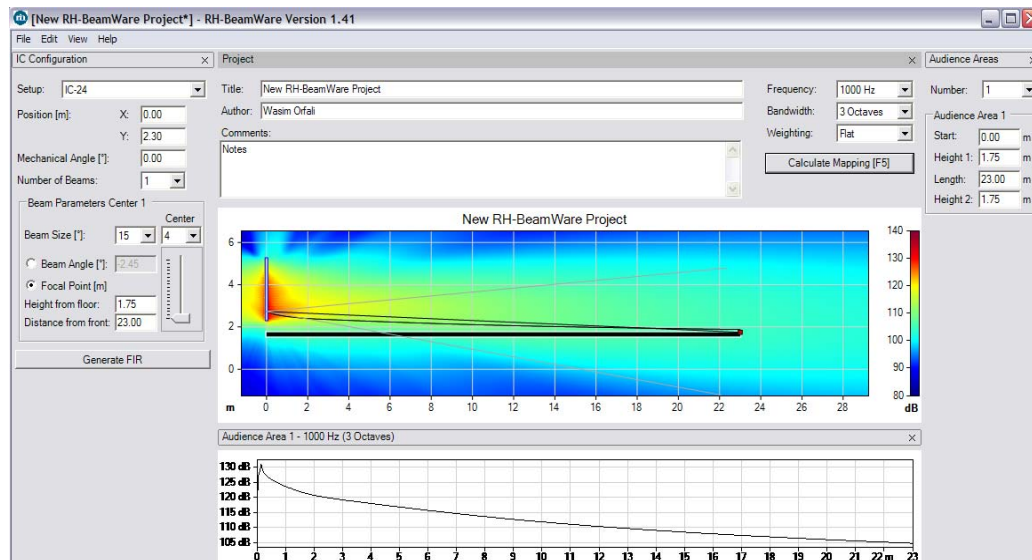 rh [New RH-BeamWare Project*] - RH-BeamWare Version 1.41
File Edit View Help
IC Configuration ×
Setup: IC-24
Position [m]: X: 0.00
Y: 2.30
Mechanical Angle [°]: 0.00
Number of Beams: 1
Beam Parameters Center 1
Center
Beam Size [°]: 15 4
Beam Angle [°]: -2.45
Focal Point [m]
Height from floor: 1.75
Distance from front: 23.00
Generate FIR
Project ×
Title: New RH-BeamWare Project
Author: Wasim Orfali
Comments:
Notes
Frequency: 1000 Hz
Bandwidth: 3 Octaves
Weighting: Flat
Calculate Mapping [F5]
New RH-BeamWare Project
6
4
2
0
m 0 2 4 6 8 10 12 14 16 18 20 22 24 26 28
140
130
120
110
100
90
80
dB
Audience Area 1 - 1000 Hz (3 Octaves) ×
130 dB
125 dB
120 dB
115 dB
110 dB
105 dB
0 1 2 3 4 5 6 7 8 9 10 11 12 13 14 15 16 17 18 19 20 21 22 m 23
Audience Areas ×
Number: 1
Audience Area 1
Start: 0.00 m
Height 1: 1.75 m
Length: 23.00 m
Height 2: 1.75 m